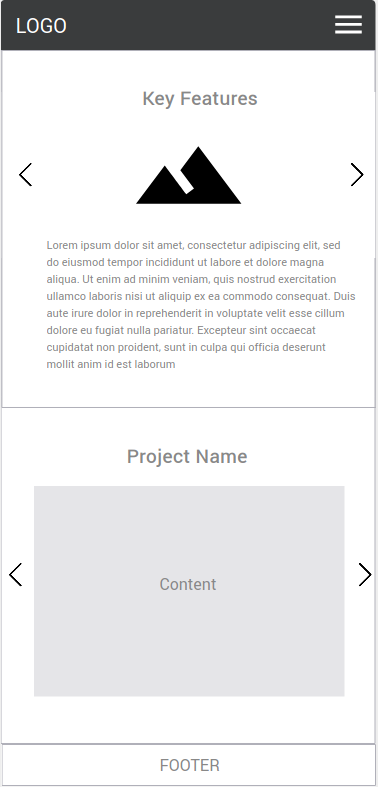 LOGO
Key Features
Lorem ipsum dolor sit amet, consectetur adipiscing elit, sed
do eiusmod tempor incididunt ut labore et dolore magna
aliqua. Ut enim ad minim veniam, quis nostrud exercitation
ullamco laboris nisi ut aliquip ex ea commodo consequat. Duis
aute irure dolor in reprehenderit in voluptate velit esse cillum
dolore eu fugiat nulla pariatur. Excepteur sint occaecat
cupidatat non proident, sunt in culpa qui officia deserunt
mollit anim id est laborum
Project Name
Content
FOOTER